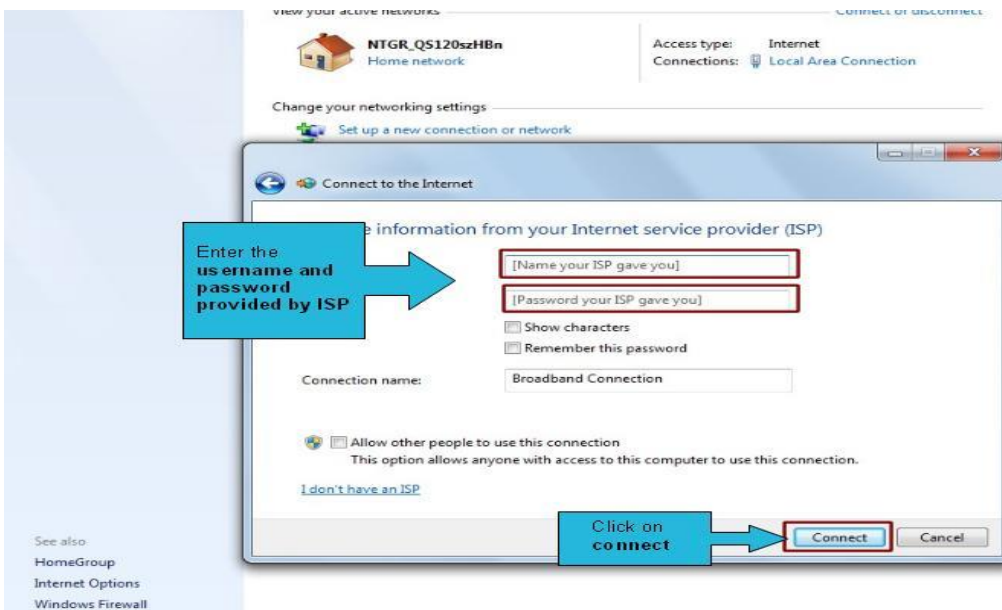 View your active networks
Connect or disconnect
NTGR_QS120szHBn
Home network
Access type: Internet
Connections: Local Area Connection
Change your networking settings
Set up a new connection or network
Connect to the Internet
e information from your Internet service provider (ISP)
Enter the
username and
password
provided by ISP
[Name your ISP gave you]
[Password your ISP gave you]
Show characters
Remember this password
Connection name: Broadband Connection
Allow other people to use this connection
This option allows anyone with access to this computer to use this connection.
I don't have an ISP
Click on
connect
Connect Cancel
See also
HomeGroup
Internet Options
Windows Firewall